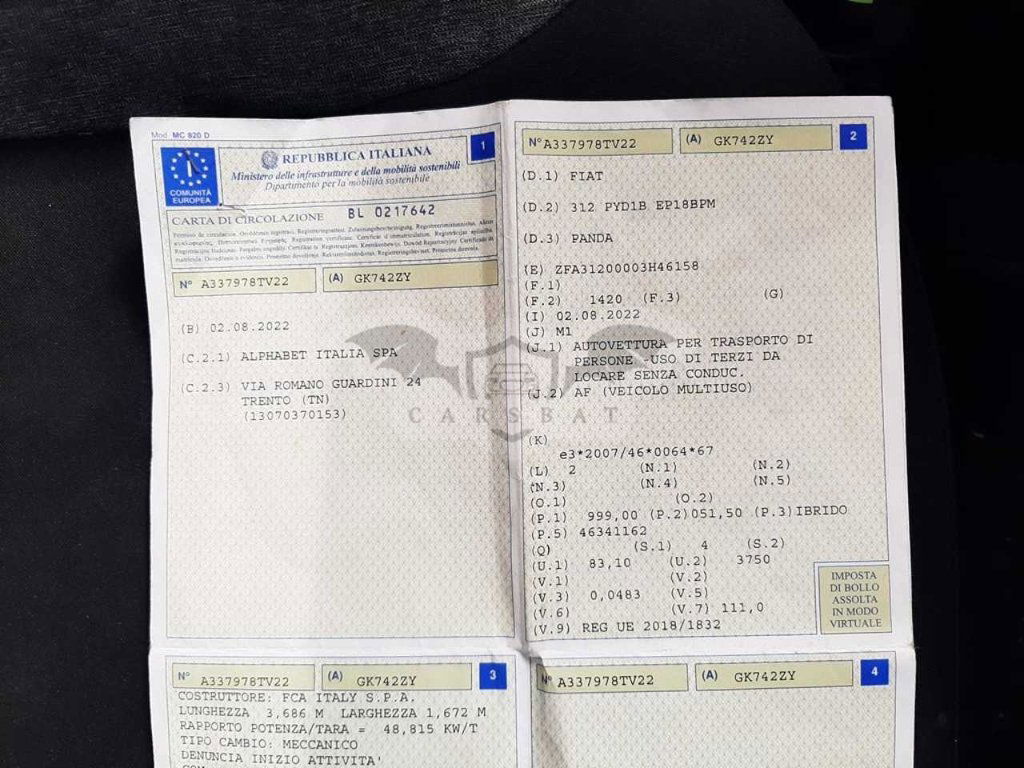 Mod. MC 820 D
1
REPUBBLICA ITALIANA
Ministero delle infrastrutture e della mobilità sostenibili
Dipartimento per la mobilità sostenibile
COMUNITÀ
EUROPEA
CARTA DI CIRCOLAZIONE BL 0217642
N° A337978TV22 (A) GK742ZY
(B) 02.08.2022
(C.2.1) ALPHABET ITALIA SPA
(C.2.3) VIA ROMANO GUARDINI 24
TRENTO (TN)
(13070370153)
N° A337978TV22 (A) GK742ZY 2
(D.1) FIAT
(D.2) 312 PYD1B EP18BPM
(D.3) PANDA
(E) ZFA31200003H46158
(F.1)
(F.2) 1420 (F.3) (G)
(I) 02.08.2022
(J) M1
(J.1) AUTOVETTURA PER TRASPORTO DI
PERSONE -USO DI TERZI DA
LOCARE SENZA CONDUC.
(J.2) AF (VEICOLO MULTIUSO)
CARSBAT
(K)
e3*2007/46*0064*67
(L) 2 (N.1) (N.2)
(N.3) (N.4) (N.5)
(O.1) (O.2)
(P.1) 999,00 (P.2)051,50 (P.3)IBRIDO
(P.5) 46341162
(Q) (S.1) 4 (S.2)
(U.1) 83,10 (U.2) 3750
(V.1) (V.2)
(V.3) 0,0483 (V.5)
(V.6) (V.7) 111,0
(V.9) REG UE 2018/1832
IMPOSTA
DI BOLLO
ASSOLTA
IN MODO
VIRTUALE
N° A337978TV22 (A) GK742ZY 3
COSTRUTTORE: FCA ITALY S.P.A.
LUNGHEZZA 3,686 M LARGHEZZA 1,672 M
RAPPORTO POTENZA/TARA = 48,815 KW/T
TIPO CAMBIO: MECCANICO
DENUNCIA INIZIO ATTIVITA'
N° A337978TV22 (A) GK742ZY 4